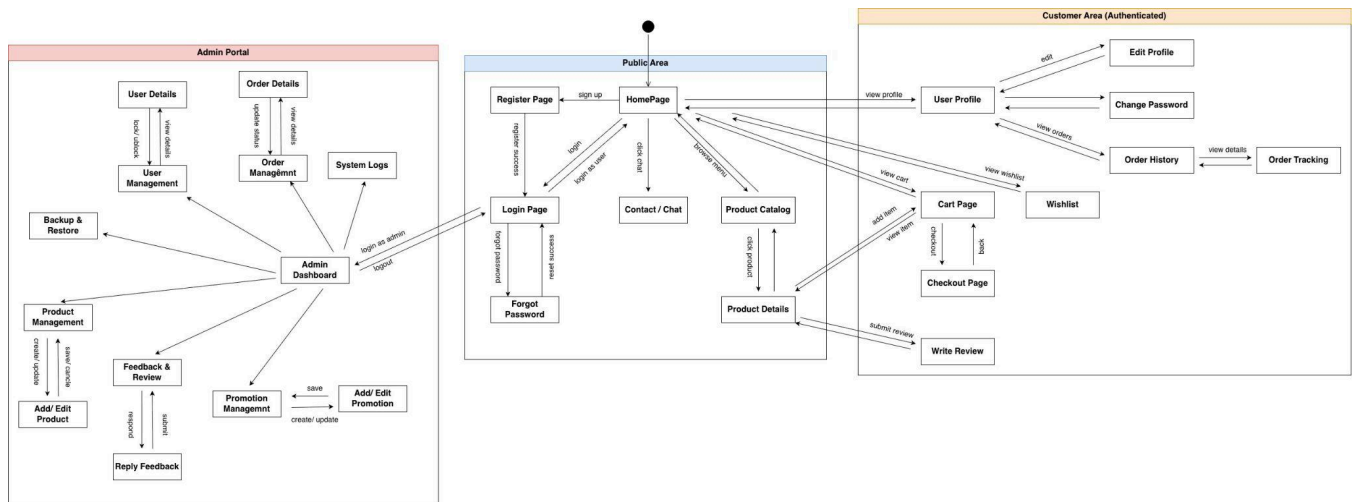 Admin Portal
User Details
lock/ ublock
view details
User
Management
Order Details
update status
view details
Order
Managêmnt
System Logs
Backup &
Restore
Admin
Dashboard
login as admin
logout
Product
Management
create/ update
save/ cancle
Add/ Edit
Product
Feedback &
Review
respond
submit
Reply Feedback
Promotion
Managemnt
save
create/ update
Add/ Edit
Promotion
Public Area
Register Page
sign up
HomePage
register success
login
login as user
click chat
browse menu
Login Page
Contact / Chat
Product Catalog
forgot password
reset success
click product
Forgot
Password
Product Details
Customer Area (Authenticated)
view profile
User Profile
edit
Edit Profile
Change Password
view orders
Order History
view details
Order Tracking
view wishlist
Wishlist
view cart
Cart Page
add item
view item
checkout
back
Checkout Page
submit review
Write Review